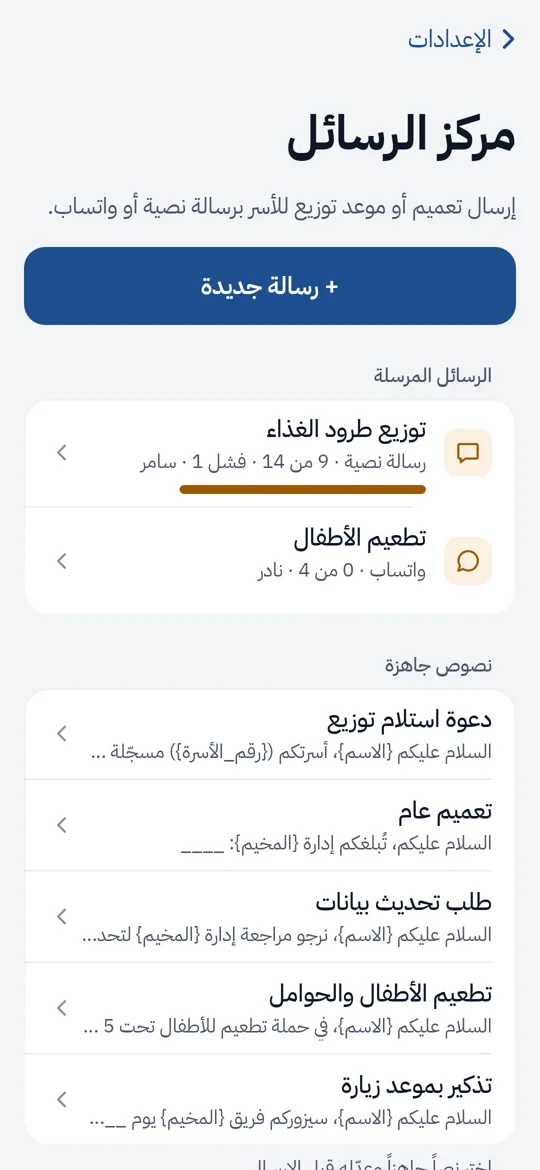 الإعدادات
مركز الرسائل
إرسال تعميم أو موعد توزيع للأسر برسالة نصية أو واتساب.
+ رسالة جديدة
الرسائل المرسلة
توزيع طرود الغذاء
رسالة نصية · 9 من 14 · فشل 1 · سامر
تطعيم الأطفال
واتساب · 0 من 4 · نادر
نصوص جاهزة
دعوة استلام توزيع
السلام عليكم {الاسم}، أسرتكم ({رقم_الأسرة}) مسجّلة ...
تعميم عام
السلام عليكم، تُبلغكم إدارة {المخيم}: ____
طلب تحديث بيانات
السلام عليكم {الاسم}، نرجو مراجعة إدارة {المخيم} لتحد...
تطعيم الأطفال والحوامل
السلام عليكم {الاسم}، في حملة تطعيم للأطفال تحت 5 ...
تذكير بموعد زيارة
السلام عليكم {الاسم}، سيزوركم فريق {المخيم} يوم __...